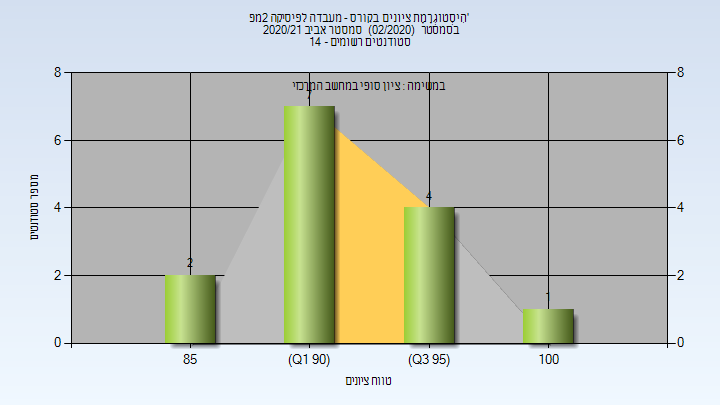 היסטוגרמת ציונים בקורס - מעבדה לפיסיקה 2מפ'
בסמסטר (02/2020) סמסטר אביב 2020/21
סטודנטים רשומים - 14
במשימה : ציון סופי במחשב המרכזי
8
6
4
2
0
8
6
4
2
0
מספר סטודנטים
2
7
4
1
85
(Q1 90)
(Q3 95)
100
טווח ציונים